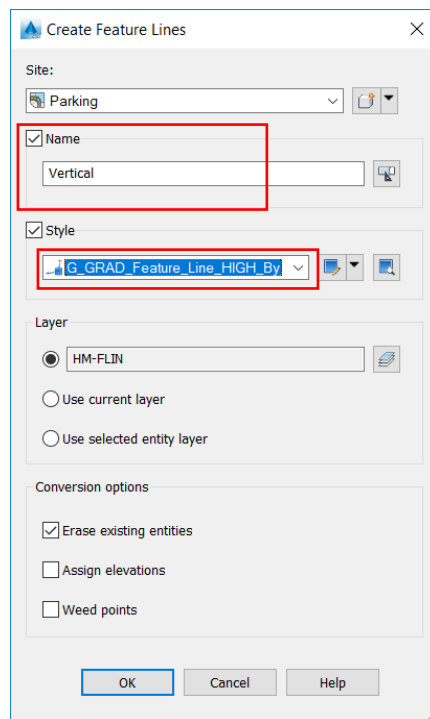 Create Feature Lines
Site:
Parking
Name
Vertical
Style
G_GRAD_Feature_Line_HIGH_By
Layer
HM-FLIN
Use current layer
Use selected entity layer
Conversion options
Erase existing entities
Assign elevations
Weed points
OK Cancel Help